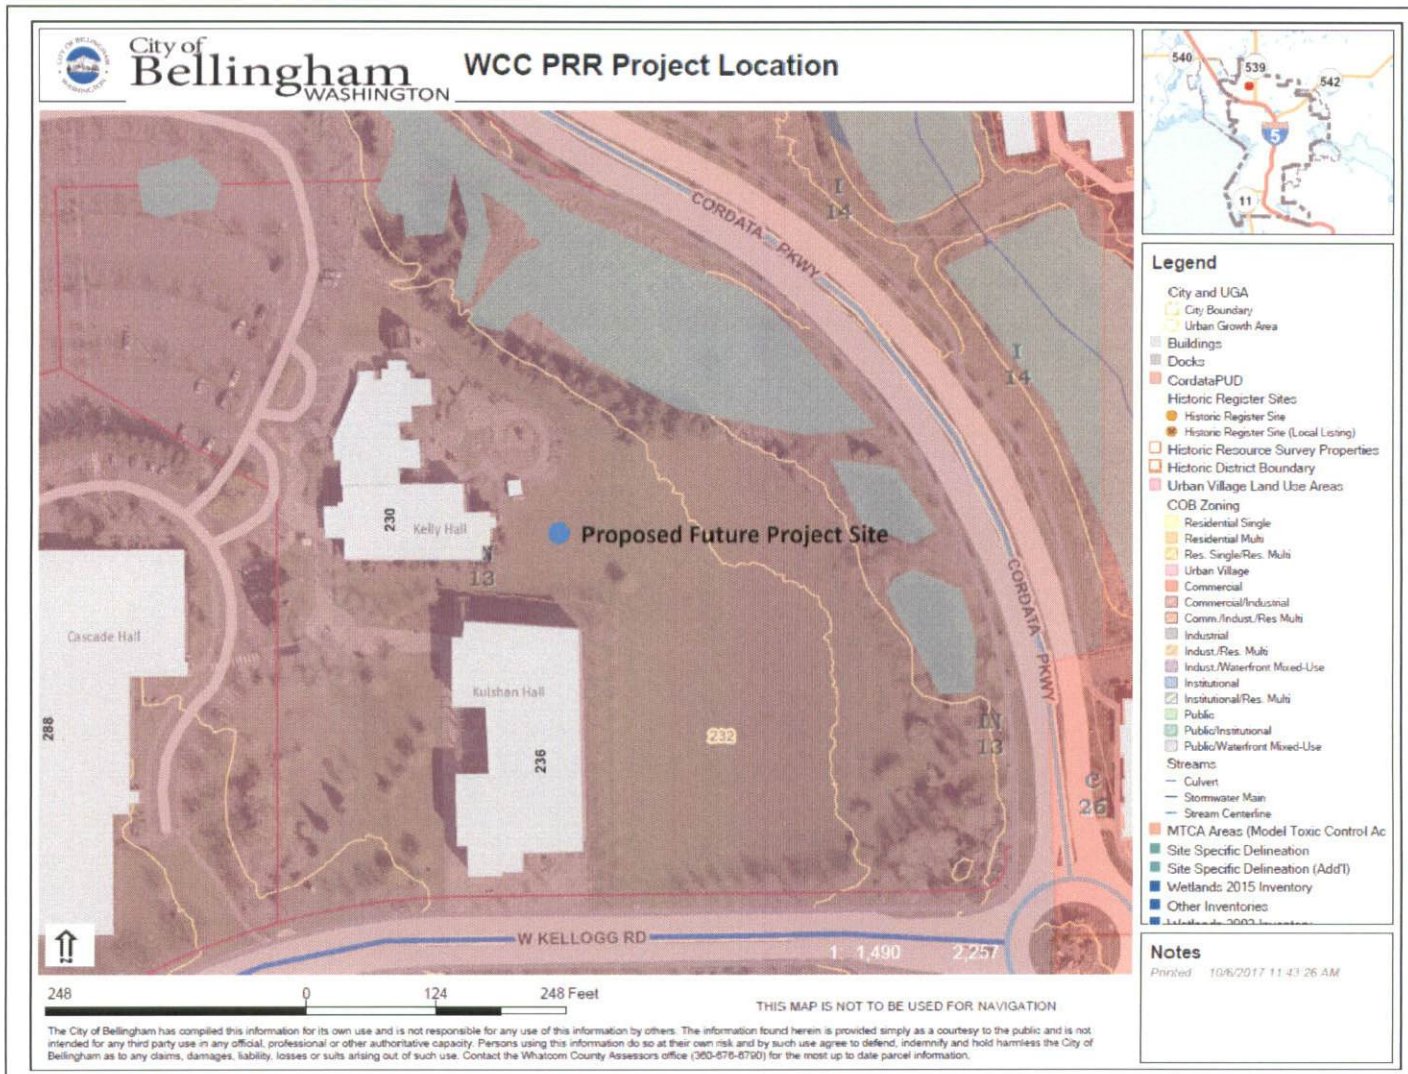 City of
Bellingham
WASHINGTON
CITY OF BELLINGHAM
WASHINGTON
WCC PRR Project Location
540
539
542
5
11
I
14
CORDATA PKWY
I
14
230
Kelly Hall
Proposed Future Project Site
13
Cascade Hall
Kulshan Hall
CORDATA PKWY
288
236
232
IN
13
C
26
W KELLOGG RD
1: 1,490
2,257
Legend
City and UGA
City Boundary
Urban Growth Area
Buildings
Docks
CordataPUD
Historic Register Sites
Historic Register Site
Historic Register Site (Local Listing)
Historic Resource Survey Properties
Historic District Boundary
Urban Village Land Use Areas
COB Zoning
Residential Single
Residential Multi
Res. Single/Res. Multi
Urban Village
Commercial
Commercial/Industrial
Comm./Indust./Res Multi
Industrial
Indust./Res. Multi
Indust./Waterfront Mixed-Use
Institutional
Institutional/Res. Multi
Public
Public/Institutional
Public/Waterfront Mixed-Use
Streams
Culvert
Stormwater Main
Stream Centerline
MTCA Areas (Model Toxic Control Ac
Site Specific Delineation
Site Specific Delineation (Add'l)
Wetlands 2015 Inventory
Other Inventories
Notes
Printed 10/6/2017 11:43:26 AM
248 0 124 248 Feet
THIS MAP IS NOT TO BE USED FOR NAVIGATION
The City of Bellingham has compiled this information for its own use and is not responsible for any use of this information by others. The information found herein is provided simply as a courtesy to the public and is not
intended for any third party use in any official, professional or other authoritative capacity. Persons using this information do so at their own risk and by such use agree to defend, indemnify and hold harmless the City of
Bellingham as to any claims, damages, liability, losses or suits arising out of such use. Contact the Whatcom County Assessors office (360-676-6790) for the most up to date parcel information.